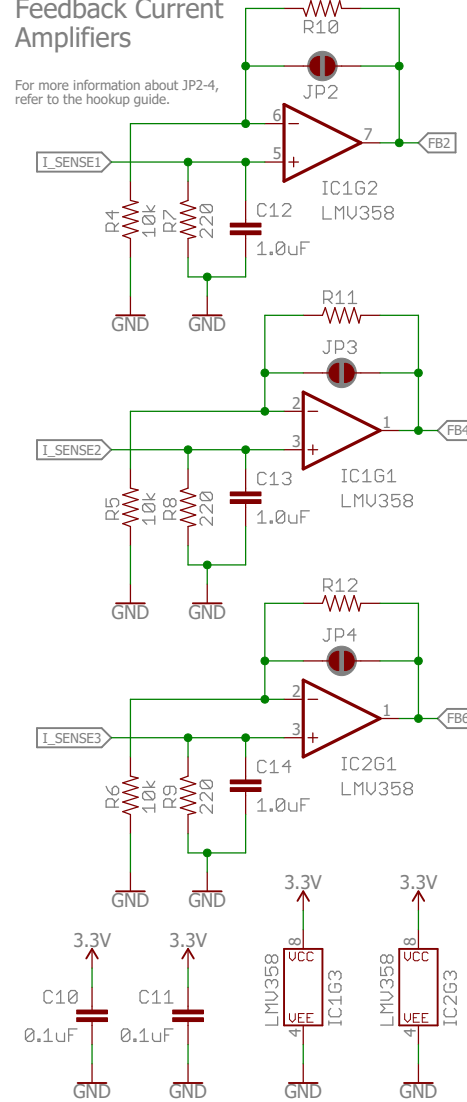 Feedback Current
Amplifiers
For more information about JP2-4,
refer to the hookup guide.
R10
JP2
6
7
5
I_SENSE1
FB2
IC1G2
LMV358
R4
10k
R7
220
C12
1.0uF
GND
GND
R11
JP3
2
1
3
I_SENSE2
FB4
IC1G1
LMV358
R5
10k
R8
220
C13
1.0uF
GND
GND
R12
JP4
2
1
3
I_SENSE3
FB6
IC2G1
LMV358
R6
10k
R9
220
C14
1.0uF
GND
GND
3.3V
3.3V
3.3V
3.3V
C10
0.1uF
C11
0.1uF
LMV358
8
VCC
VEE
4
IC1G3
LMV358
8
VCC
VEE
4
IC2G3
GND
GND
GND
GND